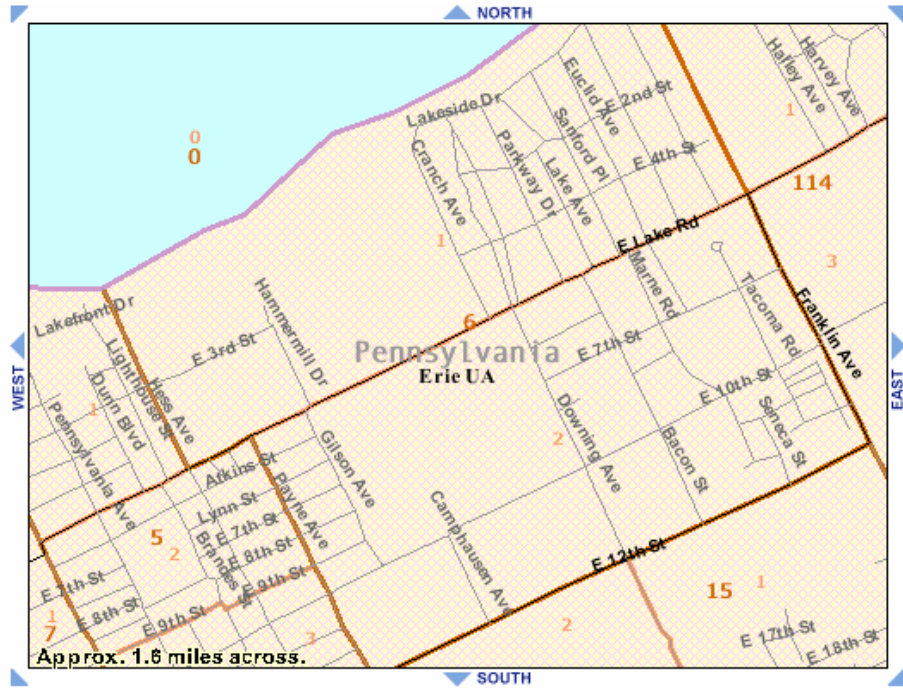 NORTH
Hafley Ave
Harvey Ave
Euclid Ave
E 2nd St
Lakeside Dr
Sanford Pl
1
0
0
Cranch Ave
Parkway Dr
Lake Ave
E 4th St
114
1
E Lake Rd
3
Marne Rd
Tacoma Rd
Franklin Ave
Lakefront Dr
Hammermill Dr
6
E 3rd St
Pennsylvania
Erie UA
E 7th St
WEST
EAST
Lighthouse St
Hess Ave
Dunn Blvd
1
Pennsylvania Ave
E 10th St
Downing Ave
2
Bacon St
Seneca St
Gilson Ave
Atkins St
Payne Ave
Lynn St
Camphausen Ave
5
2
E 7th St
Brandes St
E 8th St
E 9th St
E 12th St
E 7th St
E 8th St
E 9th St
1
7
15
1
2
3
E 17th St
E 18th St
Approx. 1.6 miles across.
SOUTH